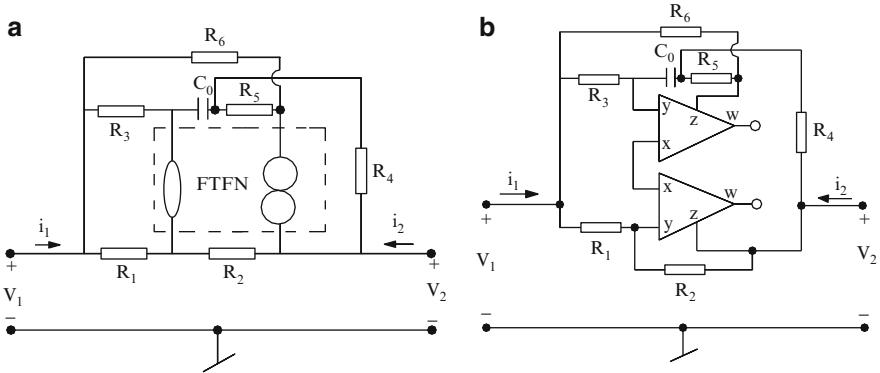 a
R6
C0
R5
R3
FTFN
R4
i1
i2
+
+
R1
R2
V1
V2
−
−
b
R6
C0
R5
R3
y
z
w
x
R4
i1
x
w
i2
+
+
R1
y
z
V1
V2
R2
−
−